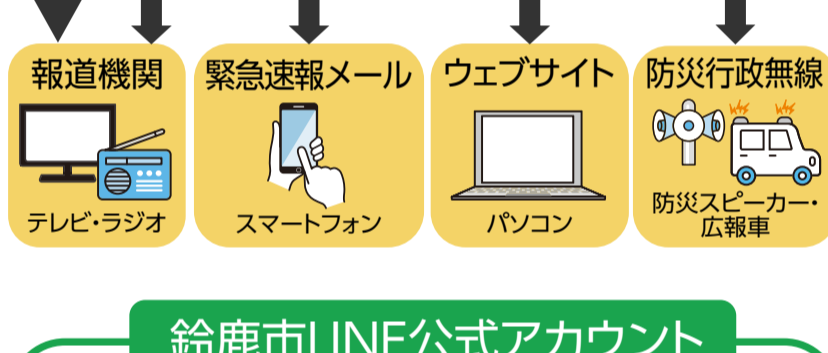 報道機関
テレビ・ラジオ
緊急速報メール
スマートフォン
ウェブサイト
パソコン
防災行政無線
防災スピーカー・
広報車
鈴鹿市LINE公式アカウント